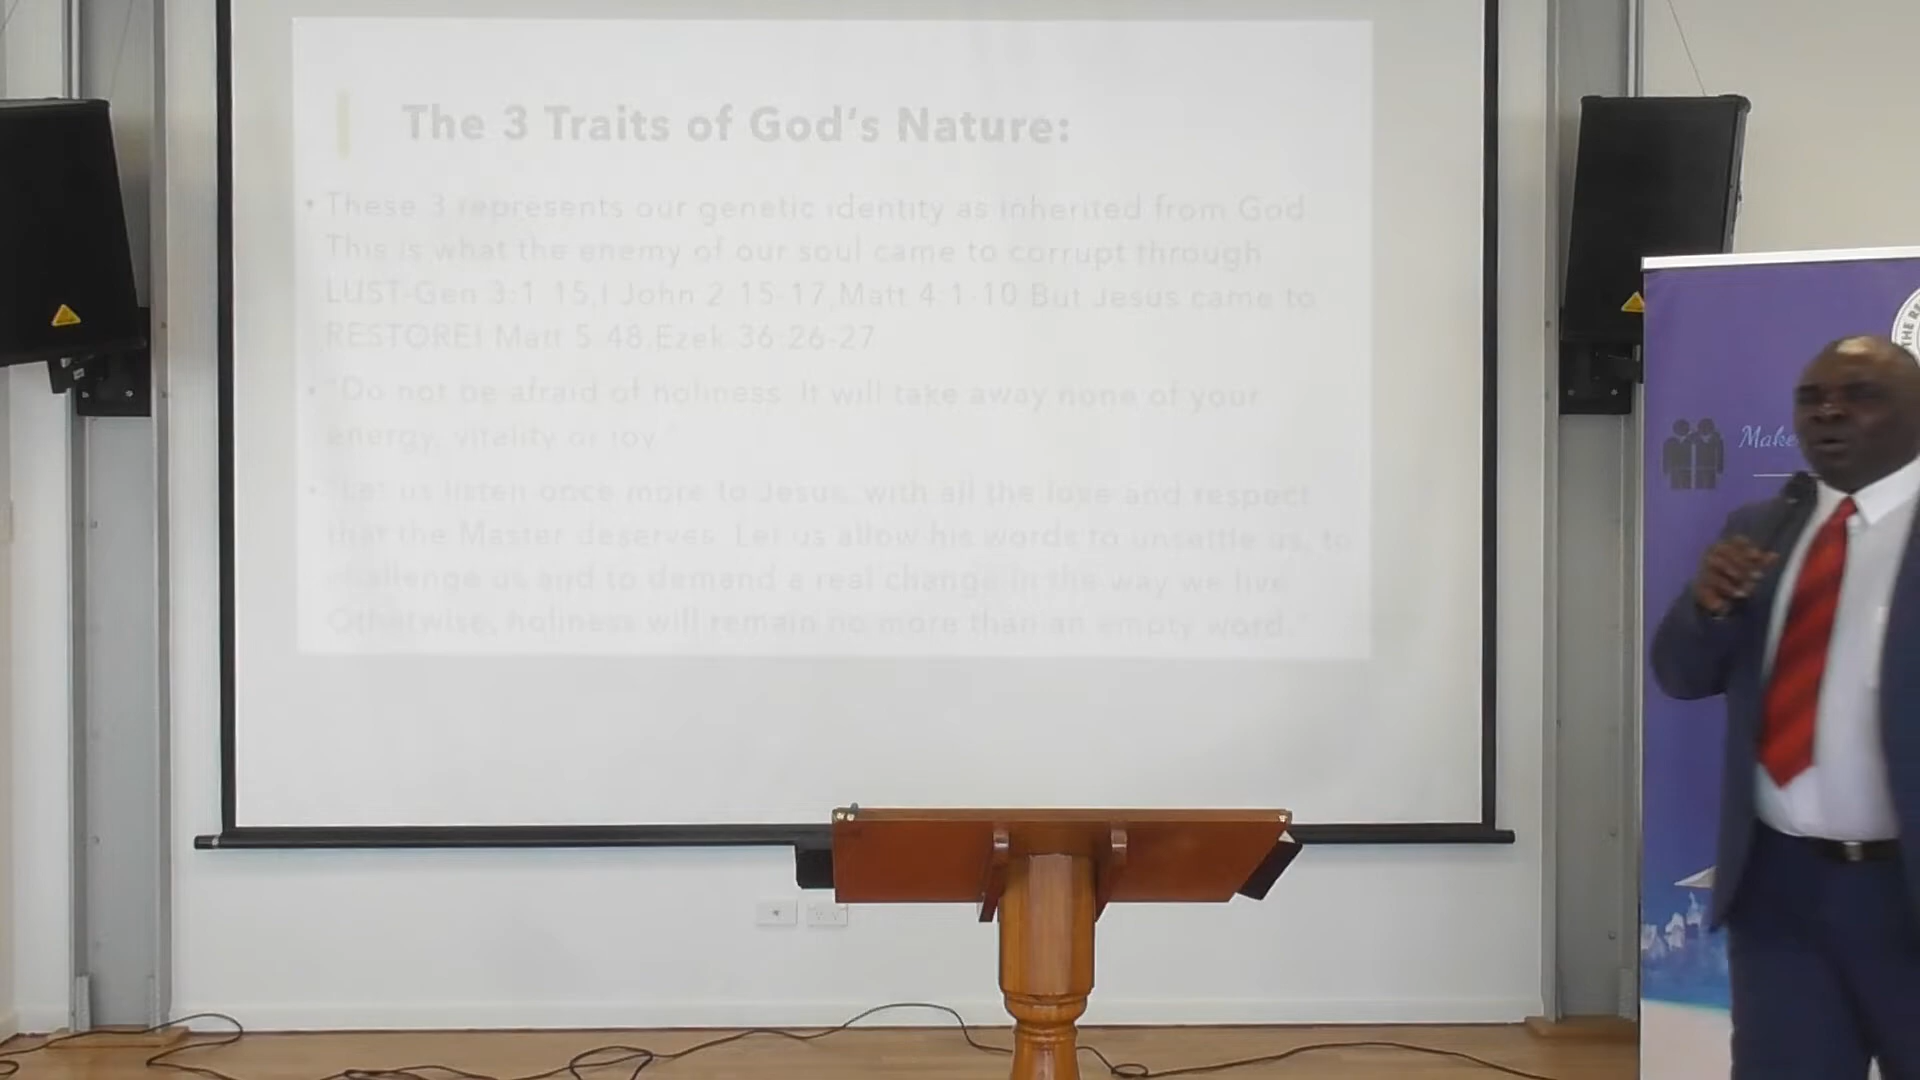 The 3 Traits of God's Nature:
• These 3 represents our genetic identity as inherited from God
This is what the enemy of our soul came to corrupt through
LUST-Gen 3:1-15,I John 2:15-17,Matt 4:1-10 But Jesus came to
RESTORE! Matt 5:48,Ezek 36:26-27
• "Do not be afraid of holiness. It will take away none of your
energy, vitality or joy."
• "Let us listen once more to Jesus, with all the love and respect
that the Master deserves. Let us allow his words to unsettle us, to
challenge us and to demand a real change in the way we live.
Otherwise, holiness will remain no more than an empty word."
THE
Make